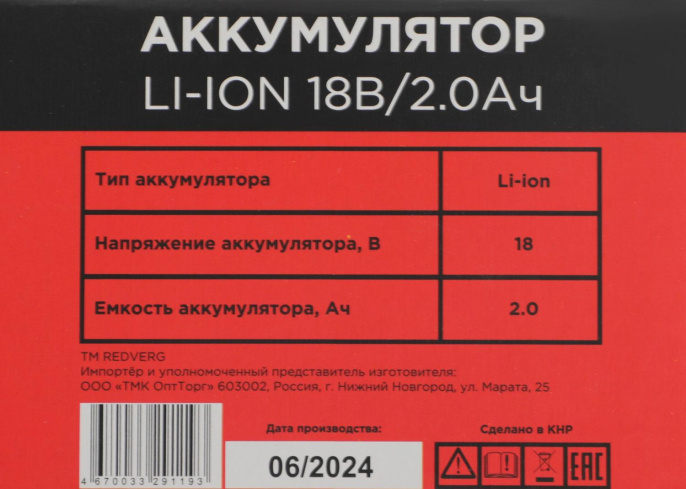 АККУМУЛЯТОР
LI-ION 18В/2.0Ач
Тип аккумулятора Li-ion
Напряжение аккумулятора, В 18
Емкость аккумулятора, Ач 2.0
ТМ REDVERG
Импортёр и уполномоченный представитель изготовителя:
ООО «ТМК ОптТорг» 603002, Россия, г. Нижний Новгород, ул. Марата, 25
Дата производства: Сделано в КНР
06/2024 EAC
4 670033 291193